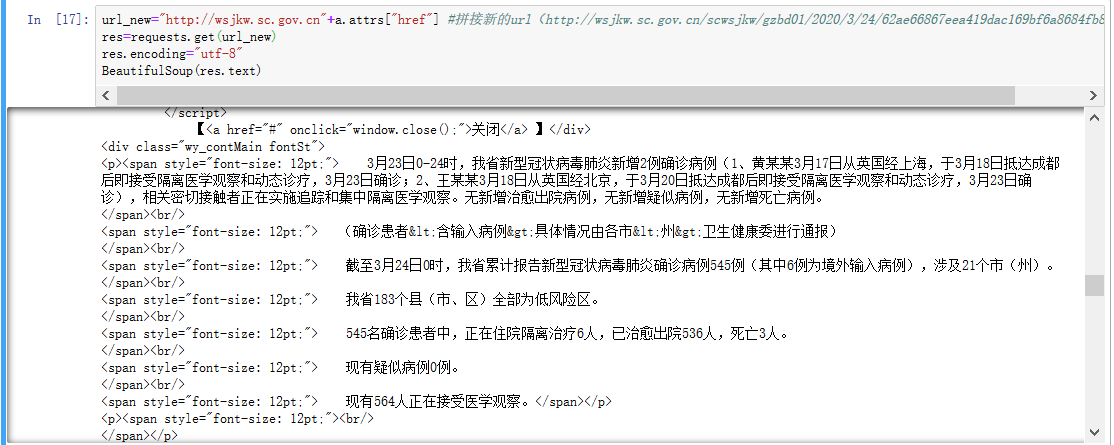 In [17]: url_new="http://wsjkw.sc.gov.cn"+a.attrs["href"] #拼接新的url（http://wsjkw.sc.gov.cn/scwsjkw/gzbd01/2020/3/24/62ae66867eea419dac169bf6a8684fb8
res=requests.get(url_new)
res.encoding="utf-8"
BeautifulSoup(res.text)
</script>
【<a href="#" onclick="window.close();">关闭</a> 】</div>
<div class="wy_contMain fontSt">
<p><span style="font-size: 12pt;">    3月23日0-24时，我省新型冠状病毒肺炎新增2例确诊病例（1、黄某某3月17日从英国经上海，于3月18日抵达成都
后即接受隔离医学观察和动态诊疗，3月23日确诊；2、王某某3月18日从英国经北京，于3月20日抵达成都后即接受隔离医学观察和动态诊疗，3月23日确
诊），相关密切接触者正在实施追踪和集中隔离医学观察。无新增治愈出院病例，无新增疑似病例，无新增死亡病例。
</span><br/>
<span style="font-size: 12pt;">    （确诊患者&lt;含输入病例&gt;具体情况由各市&lt;州&gt;卫生健康委进行通报）
</span><br/>
<span style="font-size: 12pt;">    截至3月24日0时，我省累计报告新型冠状病毒肺炎确诊病例545例（其中6例为境外输入病例），涉及21个市（州）。
</span><br/>
<span style="font-size: 12pt;">    我省183个县（市、区）全部为低风险区。
</span><br/>
<span style="font-size: 12pt;">    545名确诊患者中，正在住院隔离治疗6人，已治愈出院536人，死亡3人。
</span><br/>
<span style="font-size: 12pt;">    现有疑似病例0例。
</span><br/>
<span style="font-size: 12pt;">    现有564人正在接受医学观察。</span></p>
<p><span style="font-size: 12pt;"><br/>
</span></p>